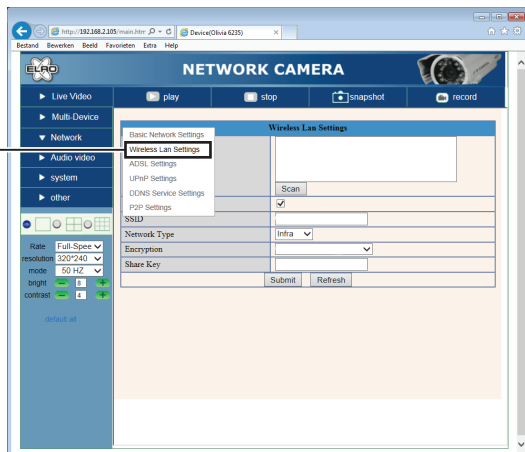 http://192.168.2.105/main.htm
Device(Olivia 6235)
Bestand Bewerken Beeld Favorieten Extra Help
ELRO
NETWORK CAMERA
Live Video
play
stop
snapshot
record
Multi-Device
Network
Audio video
system
other
Basic Network Settings
Wireless Lan Settings
ADSL Settings
UPnP Settings
DDNS Service Settings
P2P Settings
Wireless Lan Settings
Scan
SSID
Network Type Infra
Encryption
Share Key
Submit Refresh
Rate Full-Spee
resolution 320*240
mode 50 HZ
bright 8
contrast 4
default all